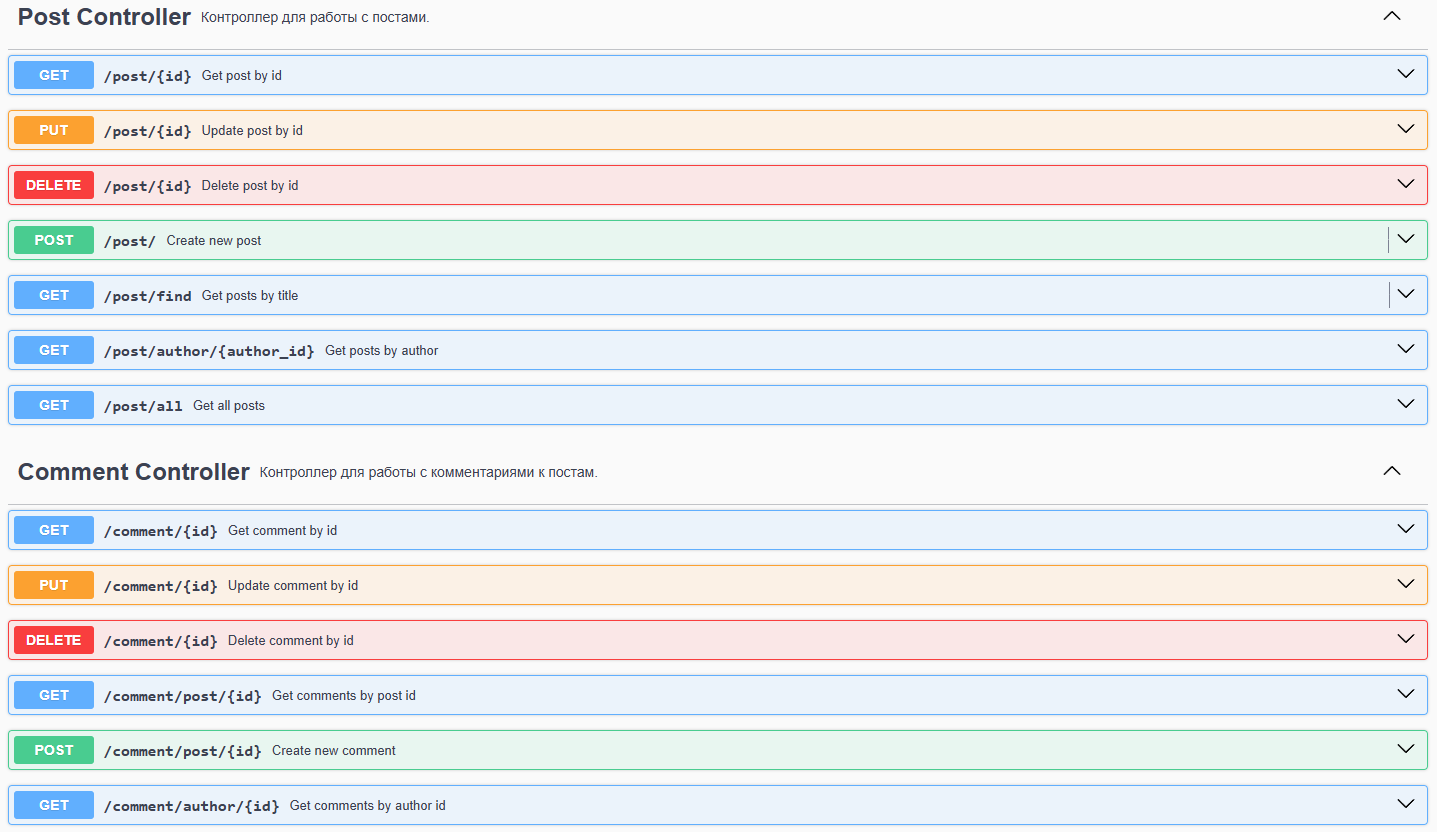 Post Controller Контроллер для работы с постами.
GET /post/{id} Get post by id
PUT /post/{id} Update post by id
DELETE /post/{id} Delete post by id
POST /post/ Create new post
GET /post/find Get posts by title
GET /post/author/{author_id} Get posts by author
GET /post/all Get all posts
Comment Controller Контроллер для работы с комментариями к постам.
GET /comment/{id} Get comment by id
PUT /comment/{id} Update comment by id
DELETE /comment/{id} Delete comment by id
GET /comment/post/{id} Get comments by post id
POST /comment/post/{id} Create new comment
GET /comment/author/{id} Get comments by author id